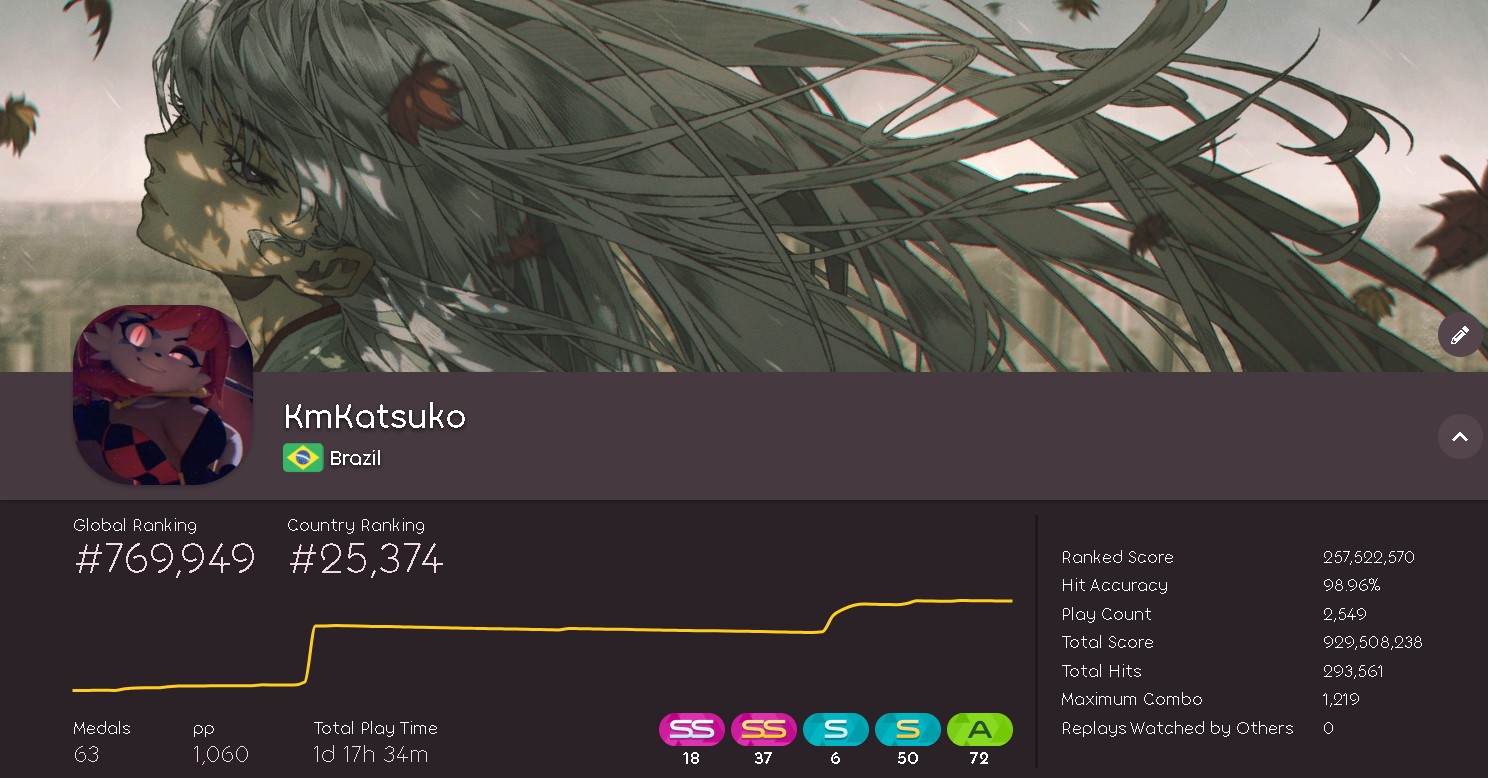 KmKatsuko
Brazil
Global Ranking
#769,949
Country Ranking
#25,374
Medals
63
pp
1,060
Total Play Time
1d 17h 34m
SS SS S S A
18 37 6 50 72
Ranked Score 257,522,570
Hit Accuracy 98.96%
Play Count 2,549
Total Score 929,508,238
Total Hits 293,561
Maximum Combo 1,219
Replays Watched by Others 0